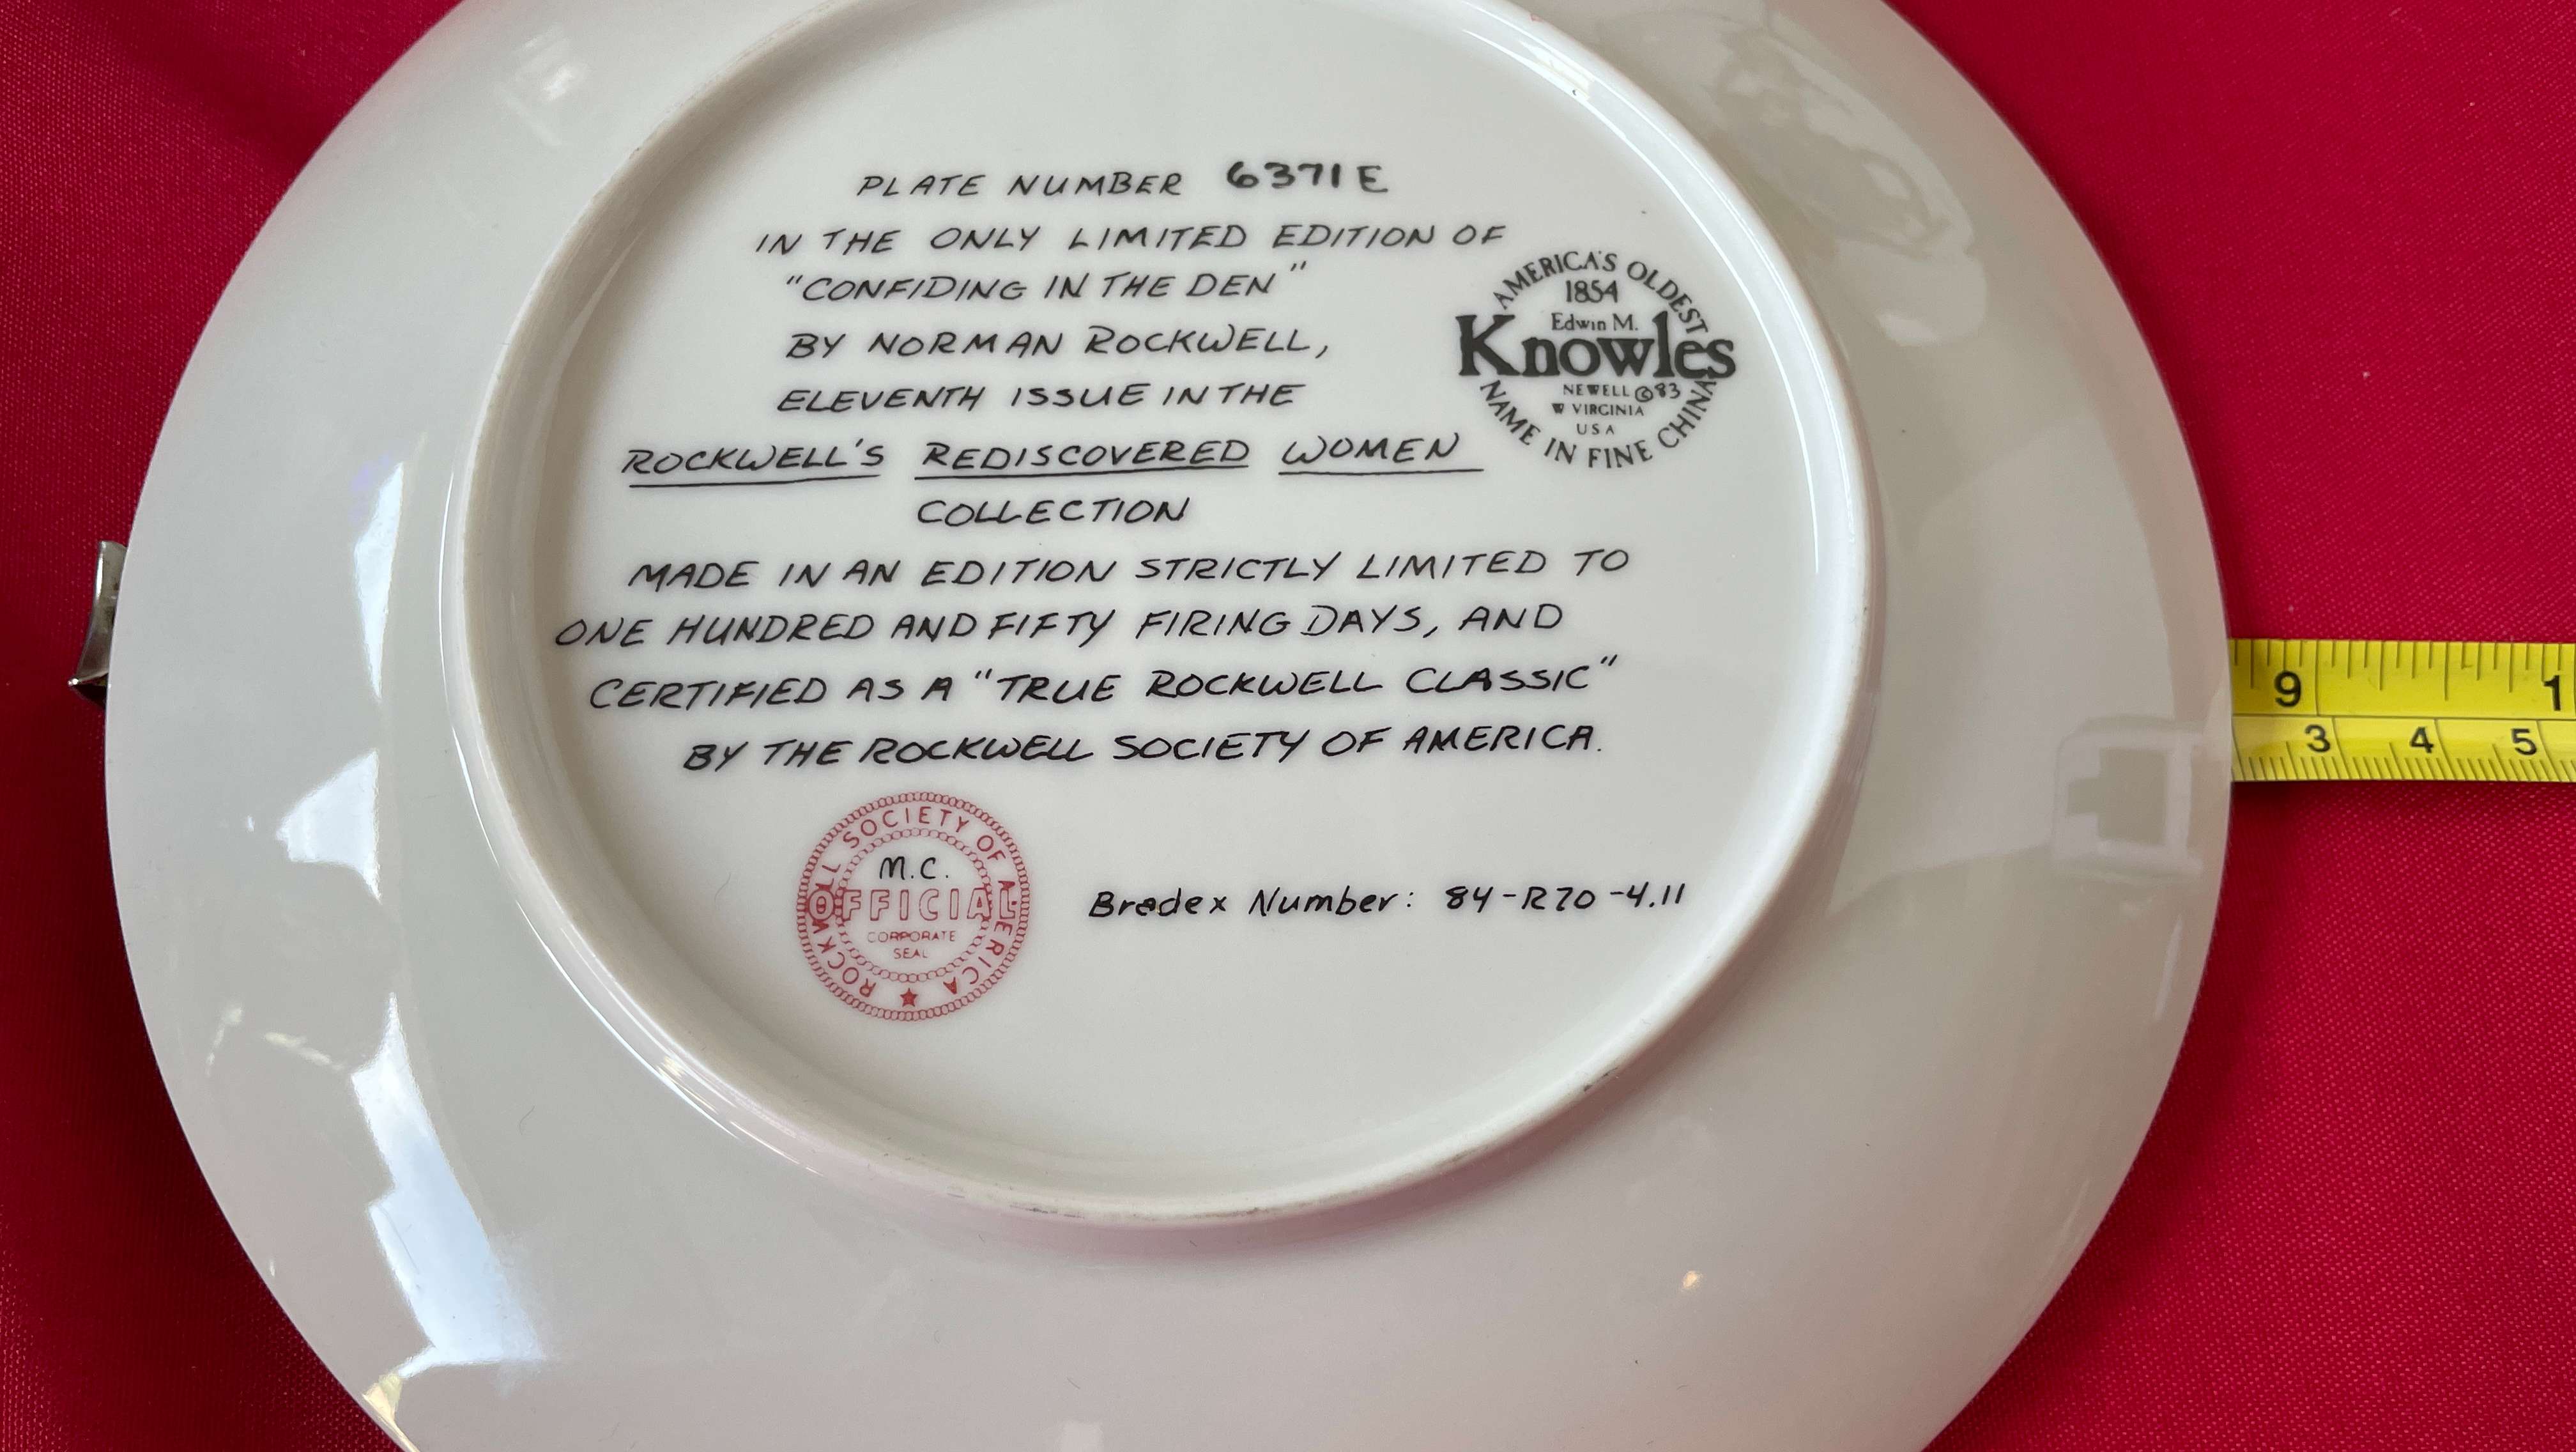 PLATE NUMBER 6371E
IN THE ONLY LIMITED EDITION OF
"CONFIDING IN THE DEN"
BY NORMAN ROCKWELL,
ELEVENTH ISSUE IN THE
ROCKWELL'S REDISCOVERED WOMEN
COLLECTION
MADE IN AN EDITION STRICTLY LIMITED TO
ONE HUNDRED AND FIFTY FIRING DAYS, AND
CERTIFIED AS A "TRUE ROCKWELL CLASSIC"
BY THE ROCKWELL SOCIETY OF AMERICA.
AMERICA'S OLDEST
1854
Edwin M.
Knowles
NEWELL ©83
W VIRGINIA
USA
NAME IN FINE CHINA
ROCKWELL SOCIETY OF AMERICA
M.C.
OFFICIAL
CORPORATE
SEAL
Bradex Number: 84-R70-4.11
9 1
3 4 5